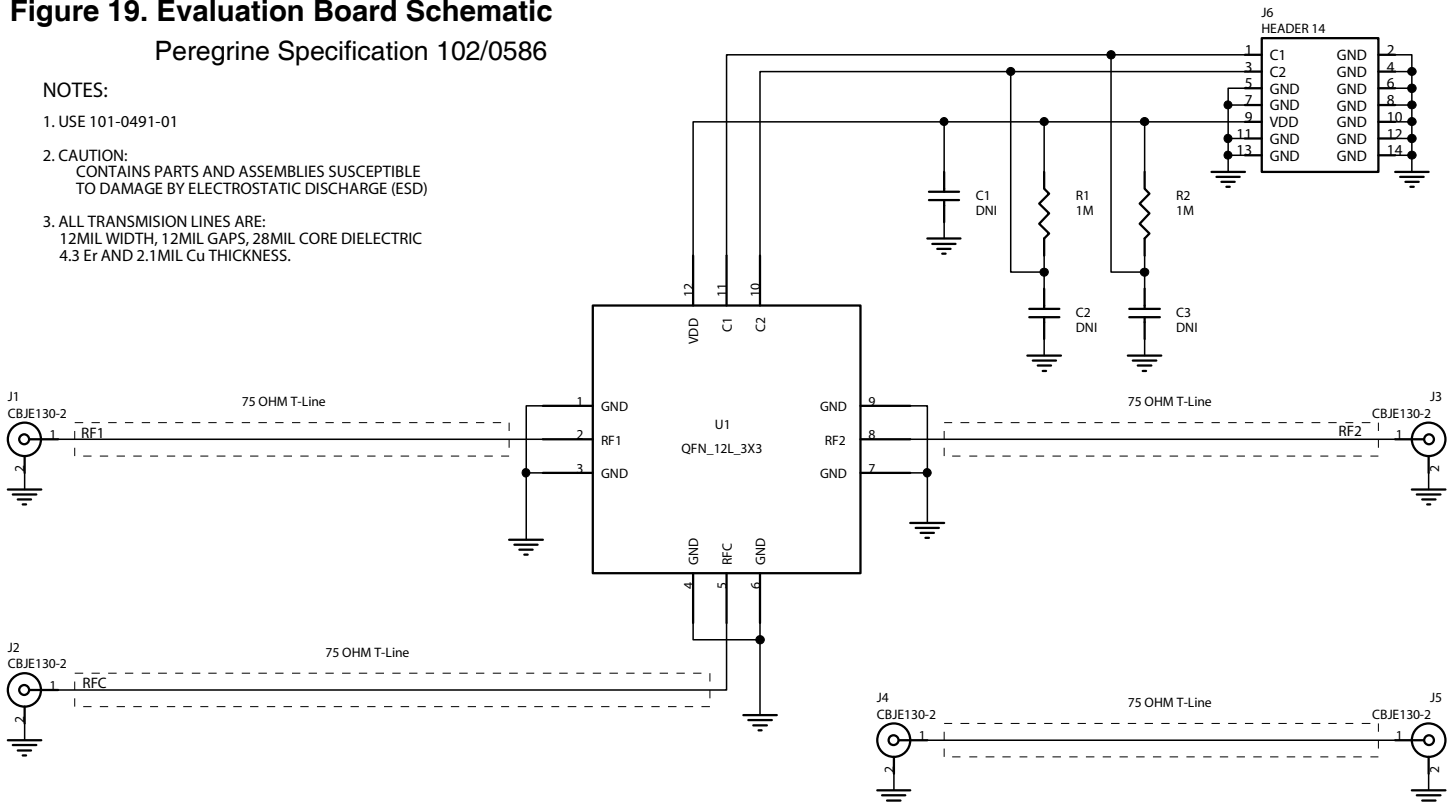 Figure 19. Evaluation Board Schematic
Peregrine Specification 102/0586
NOTES:
1. USE 101-0491-01
2. CAUTION:
CONTAINS PARTS AND ASSEMBLIES SUSCEPTIBLE
TO DAMAGE BY ELECTROSTATIC DISCHARGE (ESD)
3. ALL TRANSMISION LINES ARE:
12MIL WIDTH, 12MIL GAPS, 28MIL CORE DIELECTRIC
4.3 Er AND 2.1MIL Cu THICKNESS.
J6
HEADER 14
1 C1 GND 2
3 C2 GND 4
5 GND GND 6
7 GND GND 8
9 VDD GND 10
11 GND GND 12
13 GND GND 14
C1
DNI
R1
1M
R2
1M
C2
DNI
C3
DNI
12 11 10
VDD C1 C2
J1
CBJE130-2
1
2
75 OHM T-Line
RF1
1 GND
2 RF1
3 GND
U1
QFN_12L_3X3
GND 9
RF2 8
GND 7
75 OHM T-Line
RF2
J3
CBJE130-2
1
2
GND RFC GND
4 5 6
J2
CBJE130-2
1
2
75 OHM T-Line
RFC
J4
CBJE130-2
1
2
75 OHM T-Line
J5
CBJE130-2
1
2